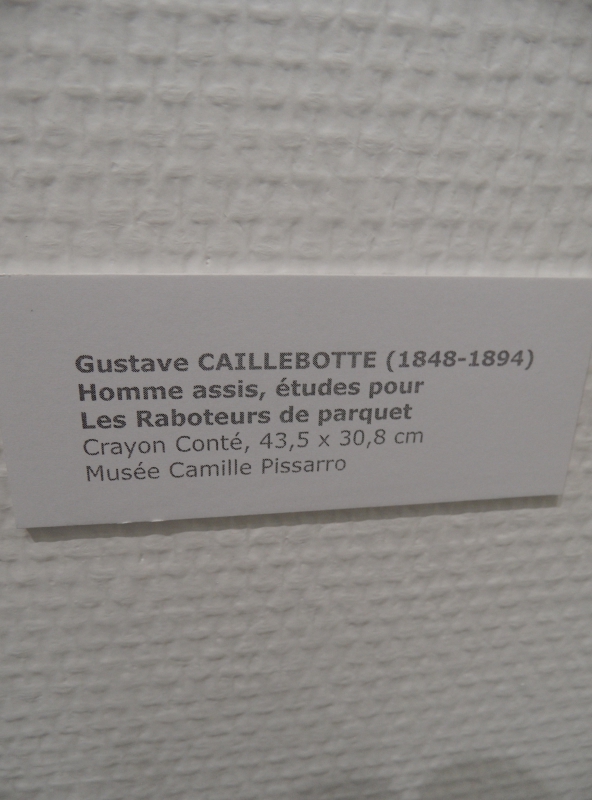 Gustave CAILLEBOTTE (1848-1894)
Homme assis, études pour
Les Raboteurs de parquet
Crayon Conté, 43,5 x 30,8 cm
Musée Camille Pissarro